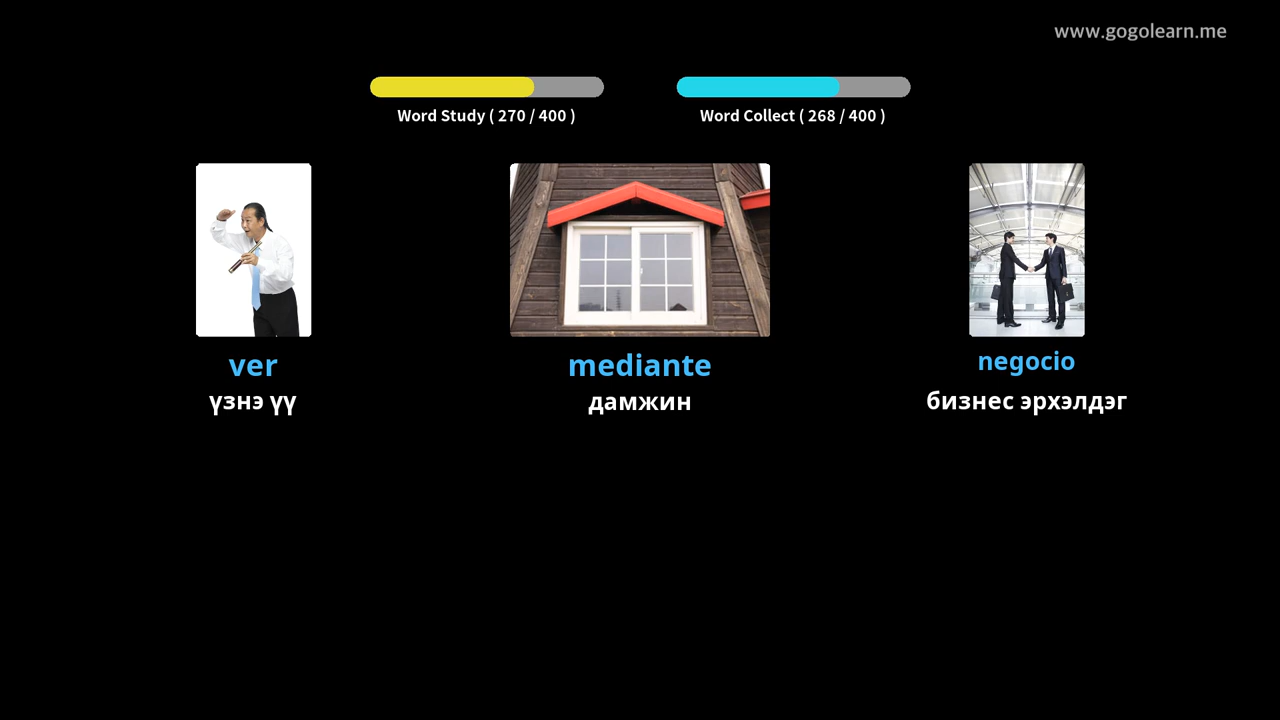 www.gogolearn.me
Word Study ( 270 / 400 )
Word Collect ( 268 / 400 )
ver
mediante
negocio
үзнэ үү
дамжин
бизнес эрхэлдэг